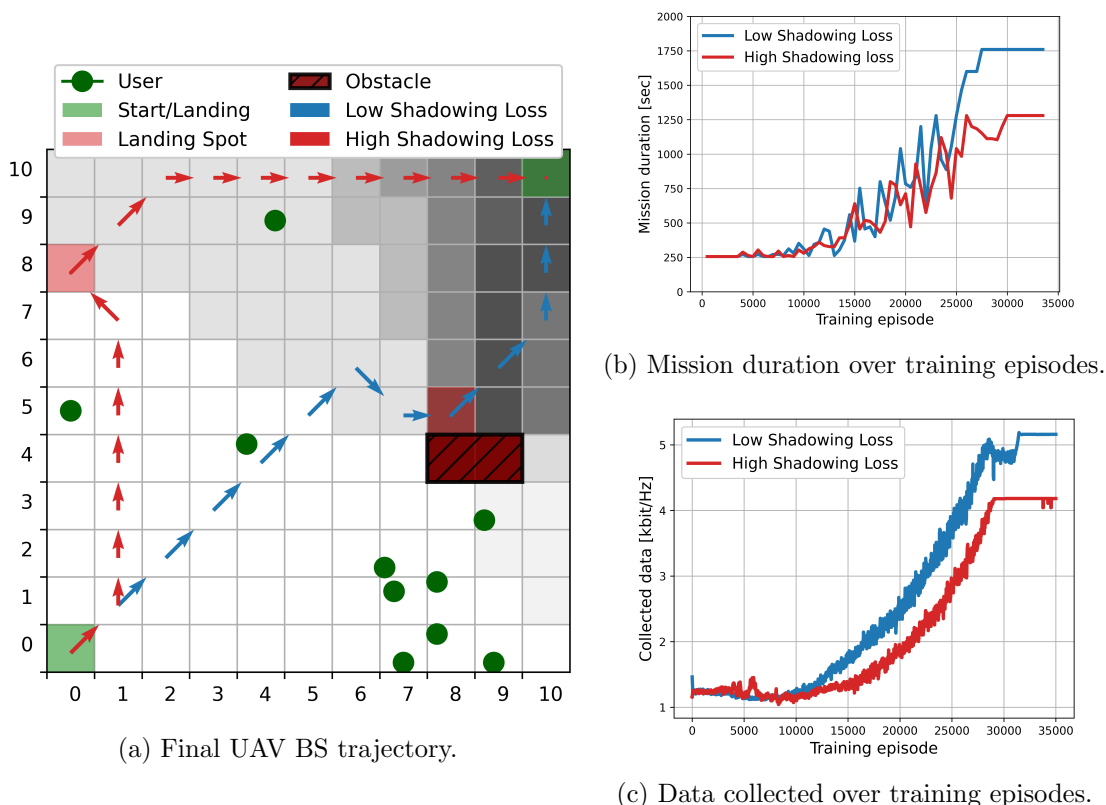 User
Start/Landing
Landing Spot
Obstacle
Low Shadowing Loss
High Shadowing Loss
10
9
8
7
6
5
4
3
2
1
0
0 1 2 3 4 5 6 7 8 9 10
(a) Final UAV BS trajectory.
Mission duration [sec]
2000
1750
1500
1250
1000
750
500
250
0
Low Shadowing Loss
High Shadowing loss
0 5000 10000 15000 20000 25000 30000 35000
Training episode
(b) Mission duration over training episodes.
Collected data [kbit/Hz]
5
4
3
2
1
Low Shadowing Loss
High Shadowing Loss
0 5000 10000 15000 20000 25000 30000 35000
Training episode
(c) Data collected over training episodes.